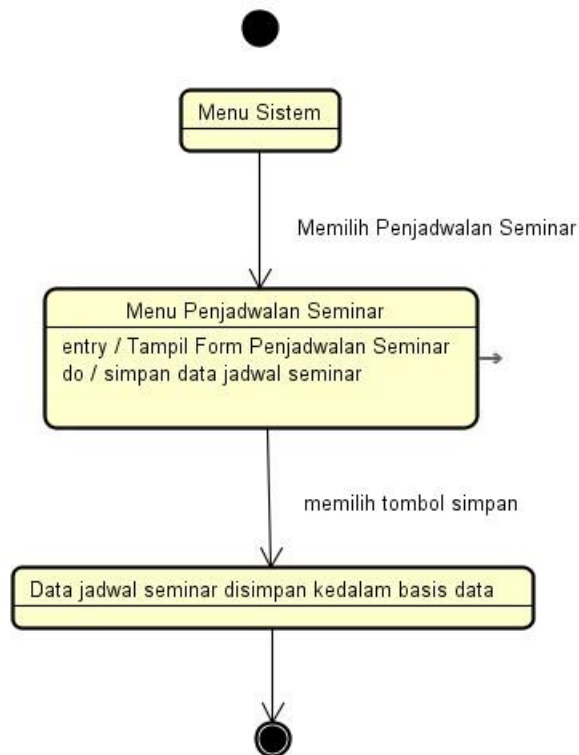 Menu Sistem
Memilih Penjadwalan Seminar
Menu Penjadwalan Seminar
entry / Tampil Form Penjadwalan Seminar
do / simpan data jadwal seminar
memilih tombol simpan
Data jadwal seminar disimpan kedalam basis data